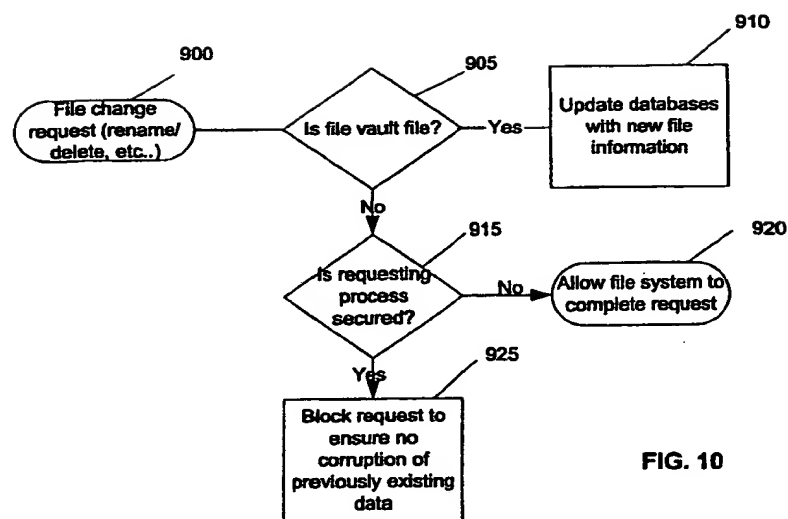 900
File change
request (rename/
delete, etc..)
905
Is file vault file?
Yes
910
Update databases
with new file
information
No
915
Is requesting
process
secured?
No
920
Allow file system to
complete request
Yes
925
Block request to
ensure no
corruption of
previously existing
data
FIG. 10